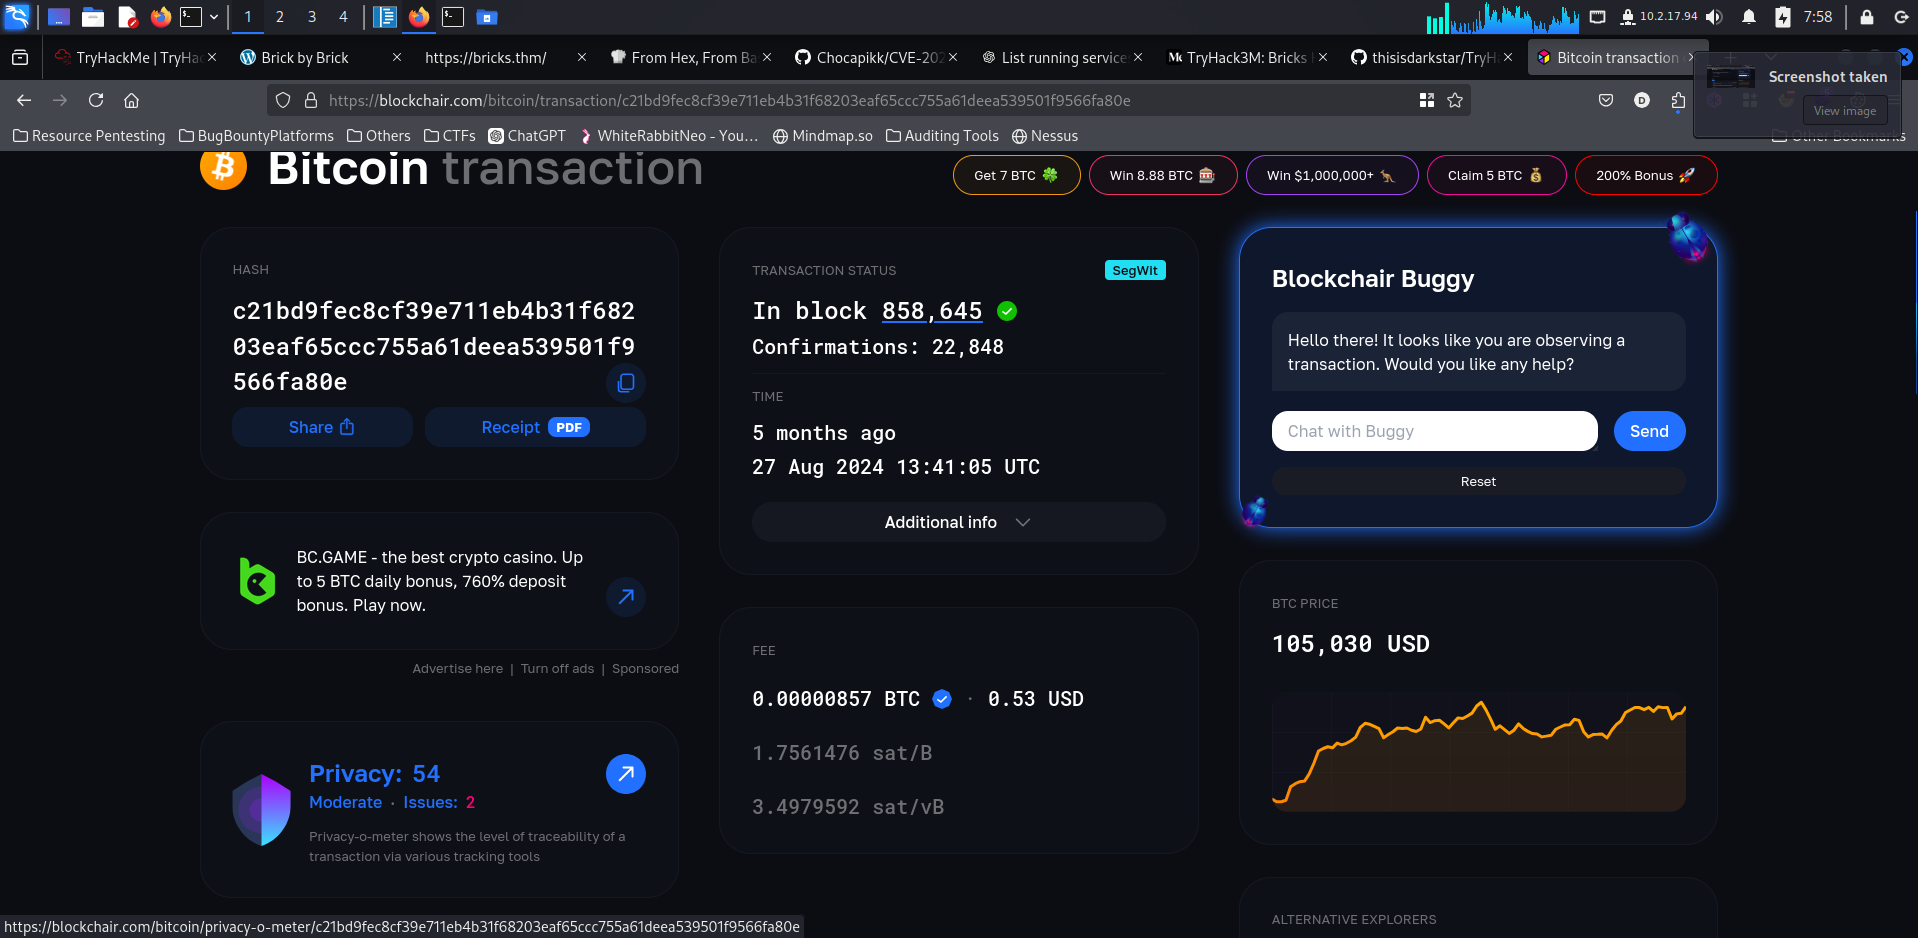 1 2 3 4
10.2.17.94
7:58
TryHackMe | TryHac
Brick by Brick
https://bricks.thm/
From Hex, From Ba
Chocapikk/CVE-202
List running service
TryHack3M: Bricks
thisisdarkstar/TryH
Bitcoin transaction
Screenshot taken
View image
https://blockchair.com/bitcoin/transaction/c21bd9fec8cf39e711eb4b31f68203eaf65ccc755a61deea539501f9566fa80e
Resource Pentesting
BugBountyPlatforms
Others
CTFs
ChatGPT
WhiteRabbitNeo - You…
Mindmap.so
Auditing Tools
Nessus
Other Bookmarks
Bitcoin transaction
Get 7 BTC
Win 8.88 BTC
Win $1,000,000+
Claim 5 BTC
200% Bonus
HASH
c21bd9fec8cf39e711eb4b31f682
03eaf65ccc755a61deea539501f9
566fa80e
Share
Receipt PDF
BC.GAME - the best crypto casino. Up
to 5 BTC daily bonus, 760% deposit
bonus. Play now.
Advertise here | Turn off ads | Sponsored
Privacy: 54
Moderate · Issues: 2
Privacy-o-meter shows the level of traceability of a
transaction via various tracking tools
TRANSACTION STATUS
SegWit
In block 858,645
Confirmations: 22,848
TIME
5 months ago
27 Aug 2024 13:41:05 UTC
Additional info
FEE
0.00000857 BTC · 0.53 USD
1.7561476 sat/B
3.4979592 sat/vB
Blockchair Buggy
Hello there! It looks like you are observing a
transaction. Would you like any help?
Chat with Buggy
Send
Reset
BTC PRICE
105,030 USD
ALTERNATIVE EXPLORERS
https://blockchair.com/bitcoin/privacy-o-meter/c21bd9fec8cf39e711eb4b31f68203eaf65ccc755a61deea539501f9566fa80e